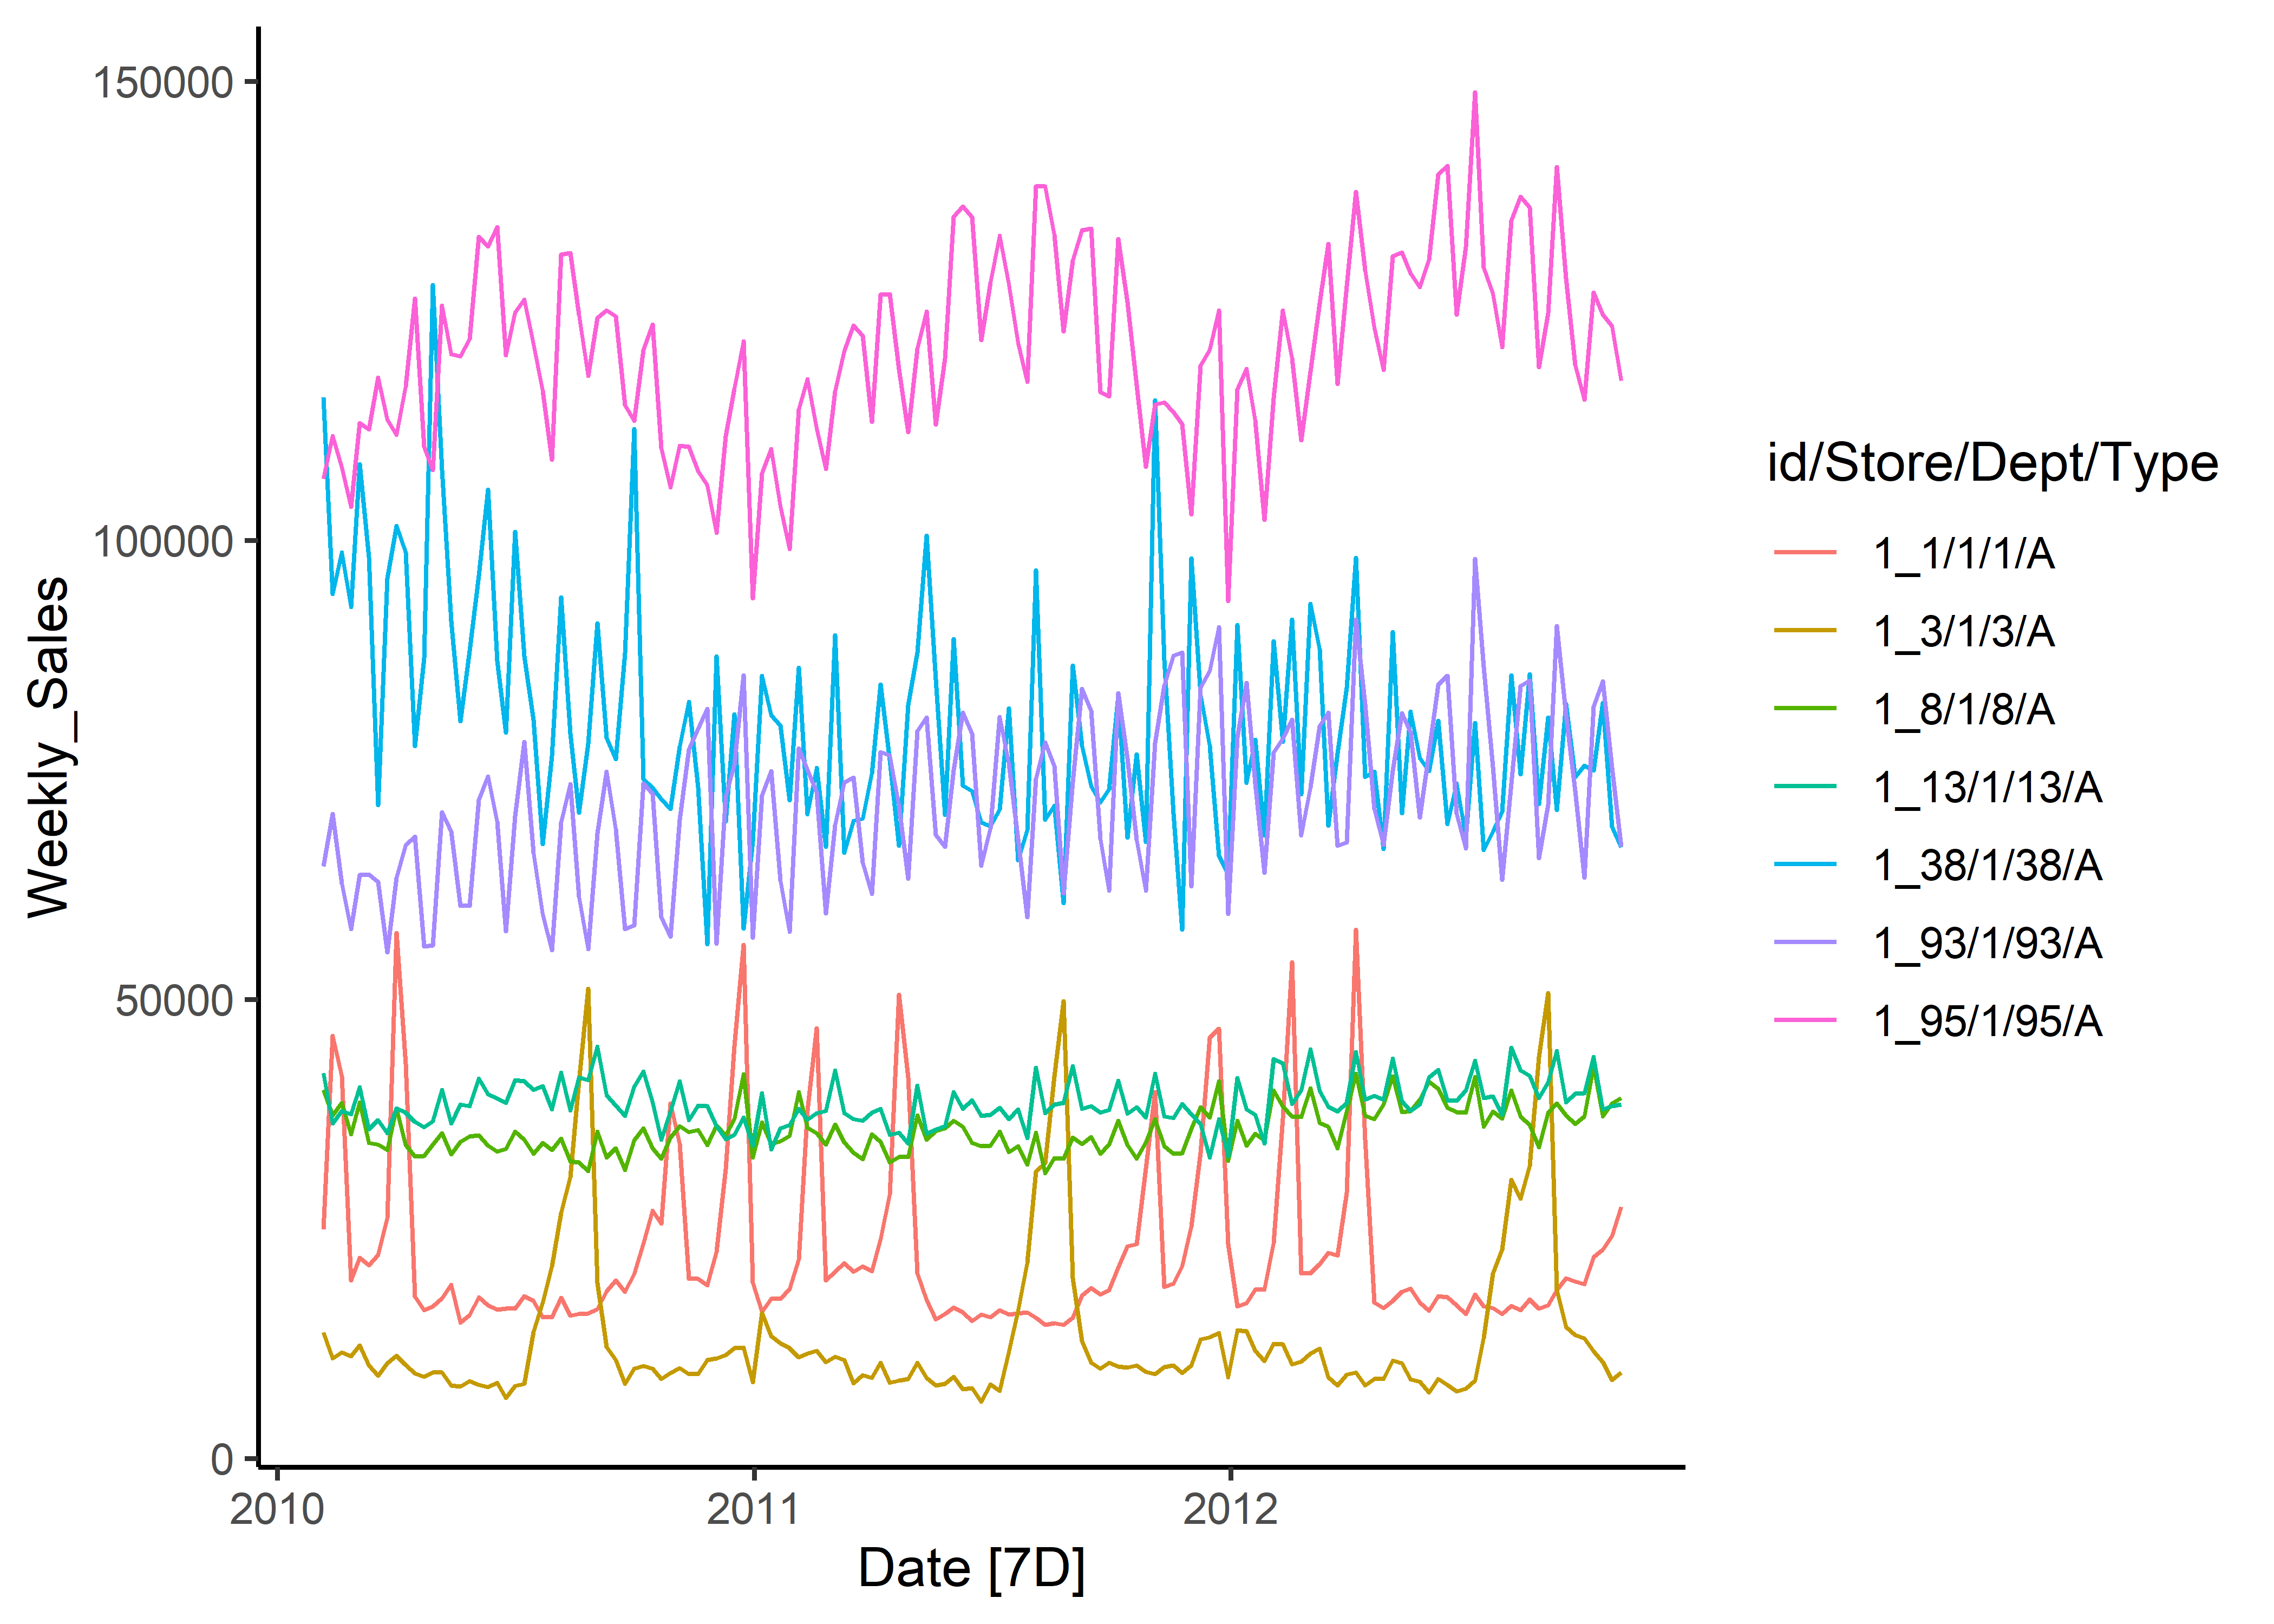 150000
100000
50000
0
Weekly_Sales
2010
2011
2012
Date [7D]
id/Store/Dept/Type
1_1/1/1/A
1_3/1/3/A
1_8/1/8/A
1_13/1/13/A
1_38/1/38/A
1_93/1/93/A
1_95/1/95/A